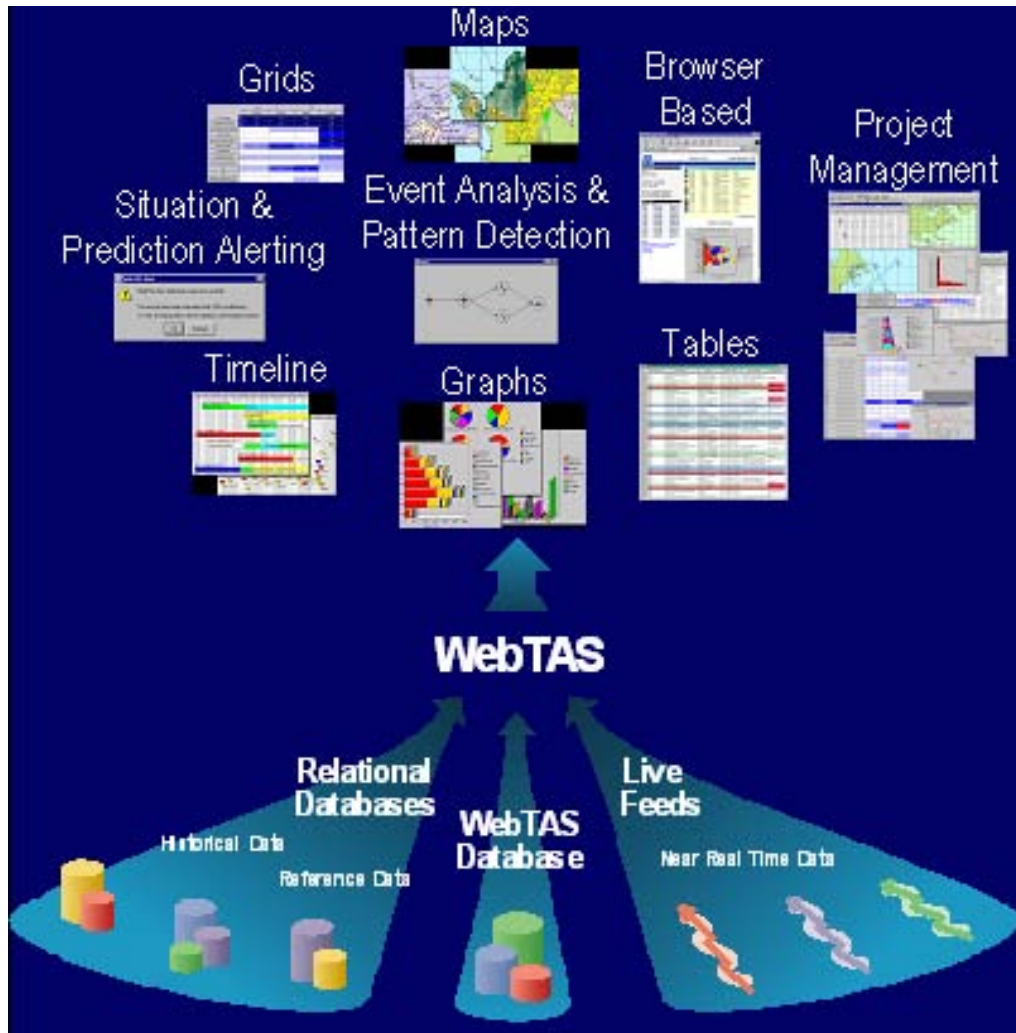 Maps
Grids
Browser
Based
Project
Management
Situation &
Prediction Alerting
Event Analysis &
Pattern Detection
Timeline
Graphs
Tables
WebTAS
Relational
Databases
Historical Data
Reference Data
WebTAS
Database
Live
Feeds
Near Real Time Data